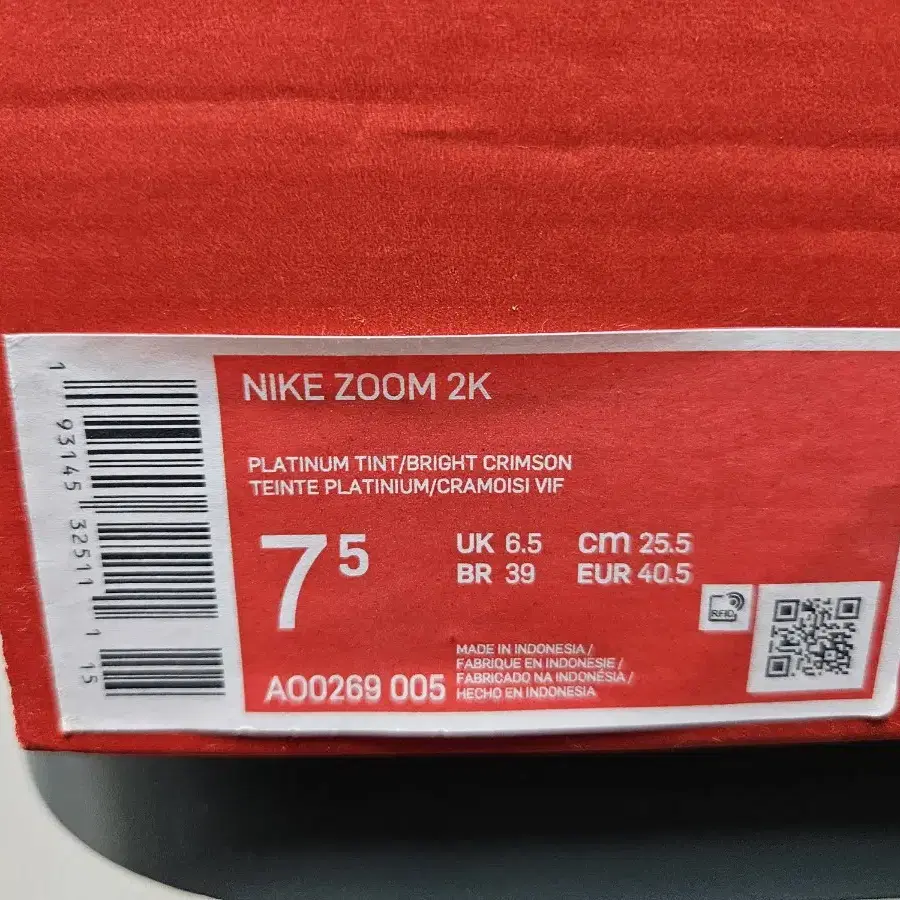 1
93145 32511
1
15
NIKE ZOOM 2K
PLATINUM TINT/BRIGHT CRIMSON
TEINTE PLATINIUM/CRAMOISI VIF
7 5
UK 6.5 cm 25.5
BR 39 EUR 40.5
RFID
MADE IN INDONESIA /
FABRIQUE EN INDONESIE /
FABRICADO NA INDONÉSIA /
HECHO EN INDONESIA
AO0269 005